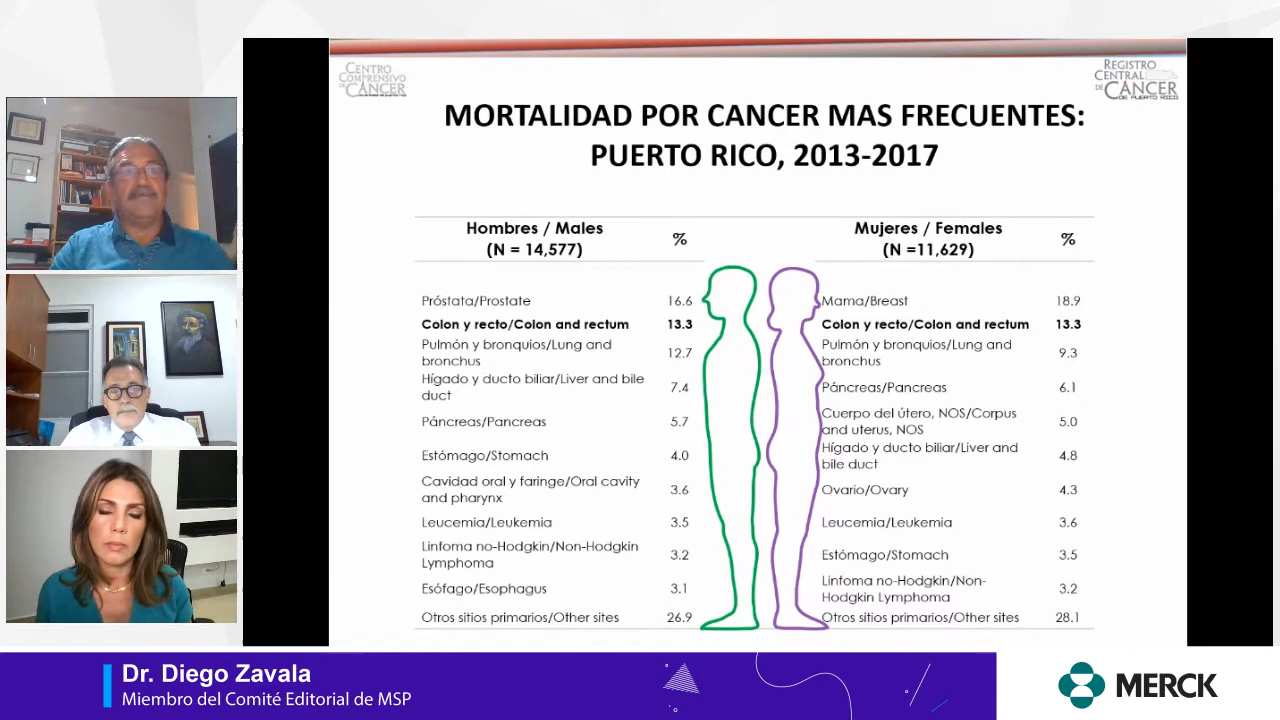 CENTRO
COMPRENSIVO
DE CÁNCER
REGISTRO
CENTRAL
DE CÁNCER
DE PUERTO RICO
MORTALIDAD POR CANCER MAS FRECUENTES:
PUERTO RICO, 2013-2017
Hombres / Males
(N = 14,577)
%
Próstata/Prostate 16.6
Colon y recto/Colon and rectum 13.3
Pulmón y bronquios/Lung and
bronchus 12.7
Hígado y ducto biliar/Liver and bile
duct 7.4
Páncreas/Pancreas 5.7
Estómago/Stomach 4.0
Cavidad oral y faringe/Oral cavity
and pharynx 3.6
Leucemia/Leukemia 3.5
Linfoma no-Hodgkin/Non-Hodgkin
Lymphoma 3.2
Esófago/Esophagus 3.1
Otros sitios primarios/Other sites 26.9
Mujeres / Females
(N =11,629)
%
Mama/Breast 18.9
Colon y recto/Colon and rectum 13.3
Pulmón y bronquios/Lung and
bronchus 9.3
Páncreas/Pancreas 6.1
Cuerpo del útero, NOS/Corpus
and uterus, NOS 5.0
Hígado y ducto biliar/Liver and
bile duct 4.8
Ovario/Ovary 4.3
Leucemia/Leukemia 3.6
Estómago/Stomach 3.5
Linfoma no-Hodgkin/Non-
Hodgkin Lymphoma 3.2
Otros sitios primarios/Other sites 28.1
Dr. Diego Zavala
Miembro del Comité Editorial de MSP
MERCK